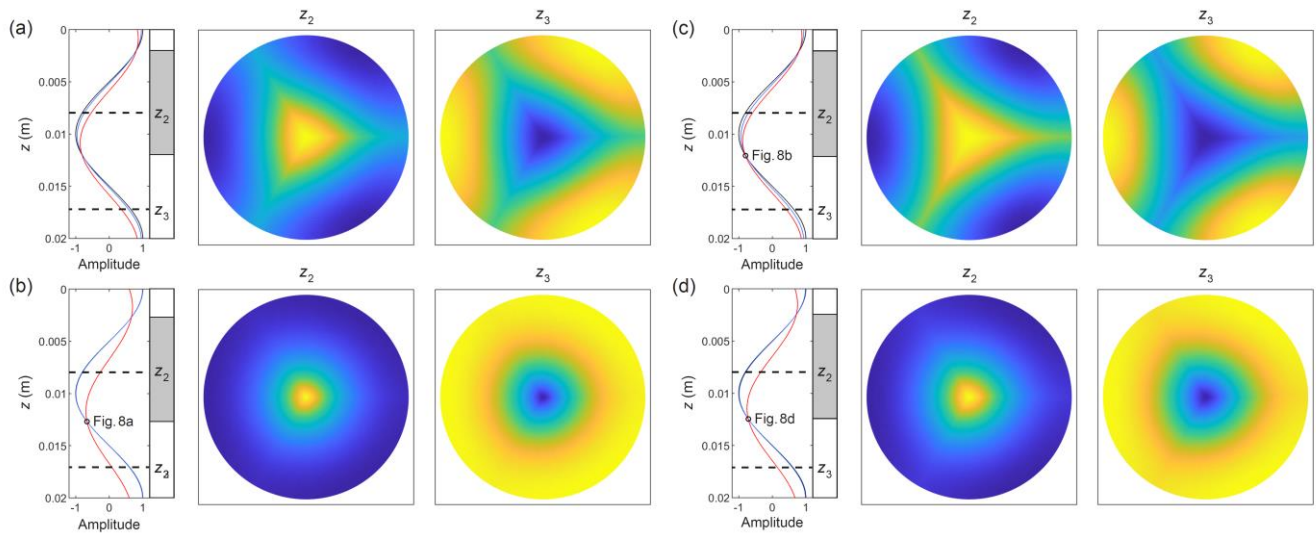 (a)
z2
z3
0
0.005
0.01
0.015
0.02
z (m)
-1
0
1
Amplitude
z2
z3
(c)
z2
z3
0
0.005
0.01
0.015
0.02
z (m)
-1
0
1
Amplitude
Fig. 8b
z2
z3
(b)
z2
z3
0
0.005
0.01
0.015
0.02
z (m)
-1
0
1
Amplitude
Fig. 8a
z2
z3
(d)
z2
z3
0
0.005
0.01
0.015
0.02
z (m)
-1
0
1
Amplitude
Fig. 8d
z2
z3